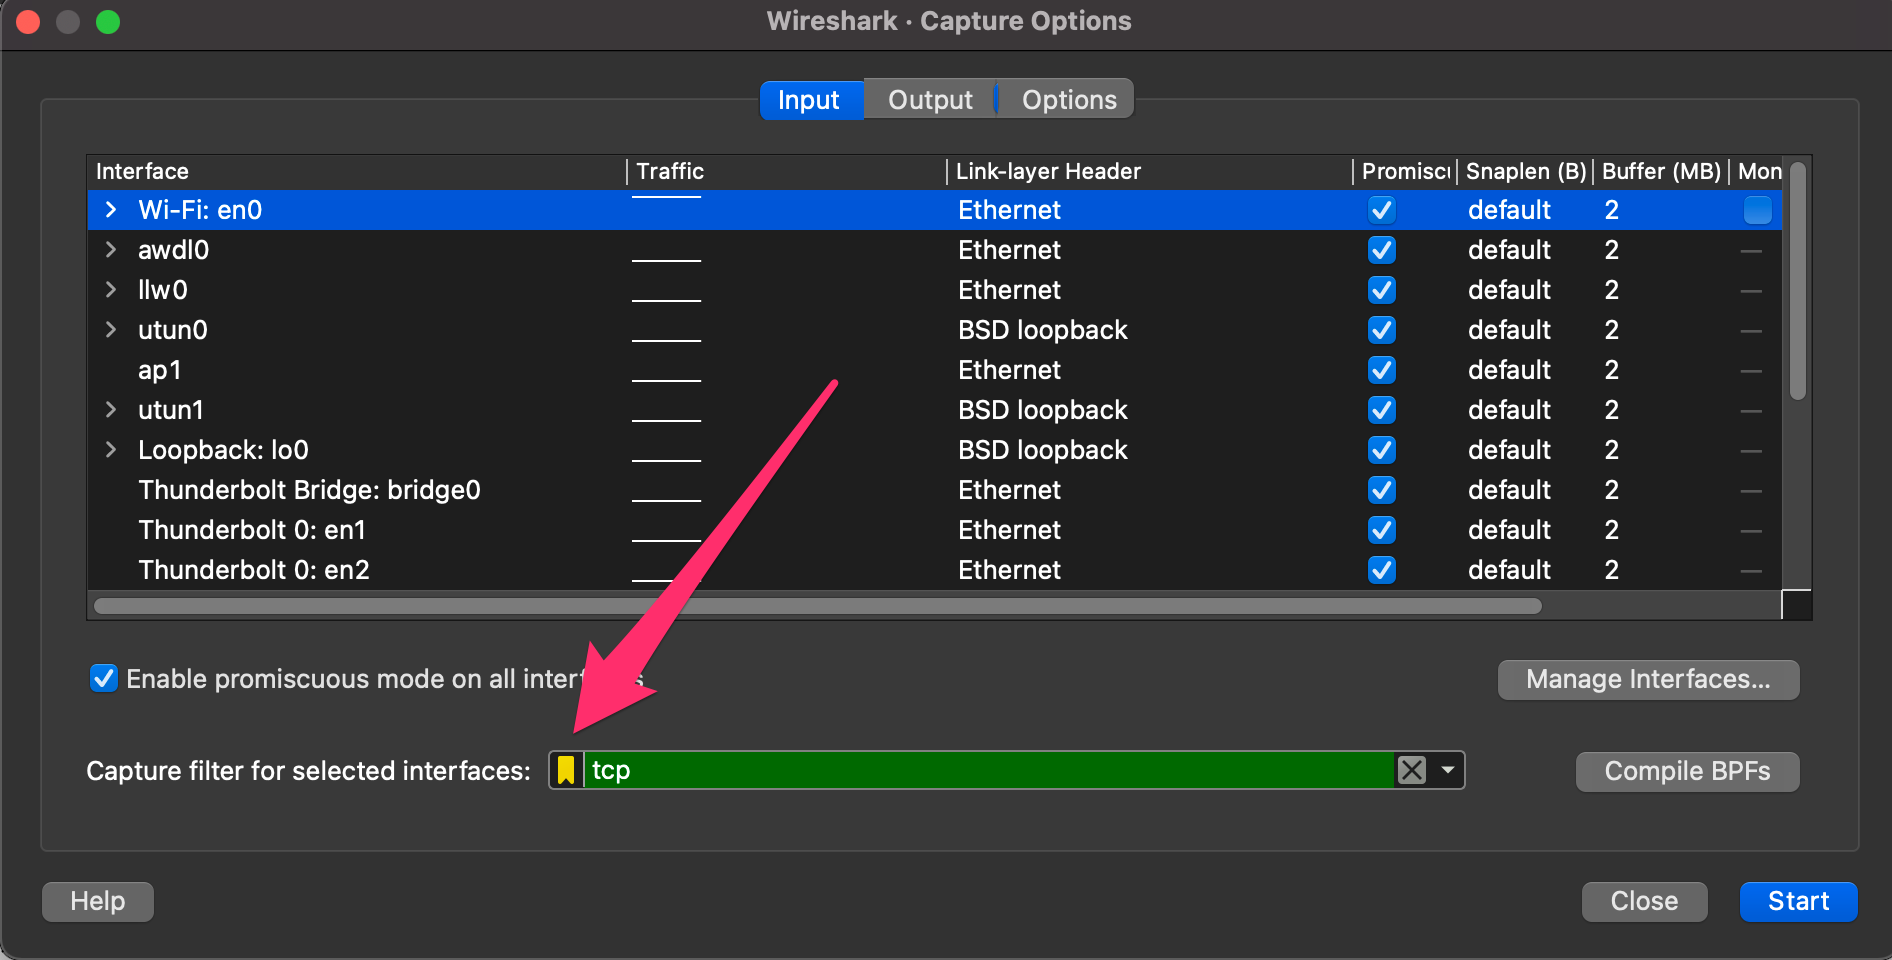 Wireshark · Capture Options
Input Output Options
Interface Traffic Link-layer Header Promiscu Snaplen (B) Buffer (MB) Mon
Wi-Fi: en0 Ethernet default 2
awdl0 Ethernet default 2
llw0 Ethernet default 2
utun0 BSD loopback default 2
ap1 Ethernet default 2
utun1 BSD loopback default 2
Loopback: lo0 BSD loopback default 2
Thunderbolt Bridge: bridge0 Ethernet default 2
Thunderbolt 0: en1 Ethernet default 2
Thunderbolt 0: en2 Ethernet default 2
Enable promiscuous mode on all interfaces Manage Interfaces...
Capture filter for selected interfaces: tcp Compile BPFs
Help Close Start